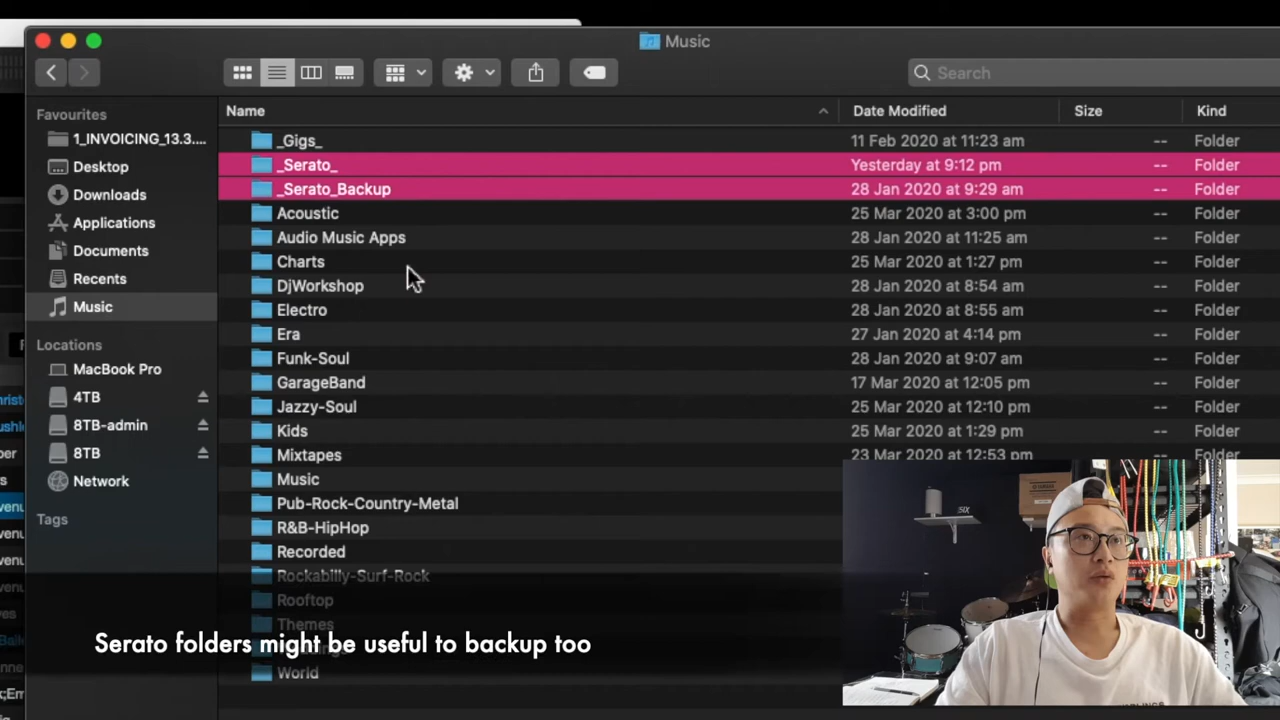 Music
Search
Favourites
Name Date Modified Size Kind
1_INVOICING_13.3....
_Gigs_ 11 Feb 2020 at 11:23 am -- Folder
Desktop
_Serato_ Yesterday at 9:12 pm -- Folder
Downloads
_Serato_Backup 28 Jan 2020 at 9:29 am -- Folder
Applications
Acoustic 25 Mar 2020 at 3:00 pm -- Folder
Documents
Audio Music Apps 28 Jan 2020 at 11:25 am -- Folder
Recents
Charts 25 Mar 2020 at 1:27 pm -- Folder
Music
DjWorkshop 28 Jan 2020 at 8:54 am -- Folder
Electro 28 Jan 2020 at 8:55 am -- Folder
Locations
Era 27 Jan 2020 at 4:14 pm -- Folder
MacBook Pro
Funk-Soul 28 Jan 2020 at 9:07 am -- Folder
4TB
GarageBand 17 Mar 2020 at 12:05 pm -- Folder
8TB-admin
Jazzy-Soul 25 Mar 2020 at 12:10 pm -- Folder
8TB
Kids 25 Mar 2020 at 1:29 pm -- Folder
Network
Mixtapes 23 Mar 2020 at 12:53 pm -- Folder
Music
Tags
Pub-Rock-Country-Metal
R&B-HipHop
Recorded
Rockabilly-Surf-Rock
Rooftop
Themes
World
Serato folders might be useful to backup too